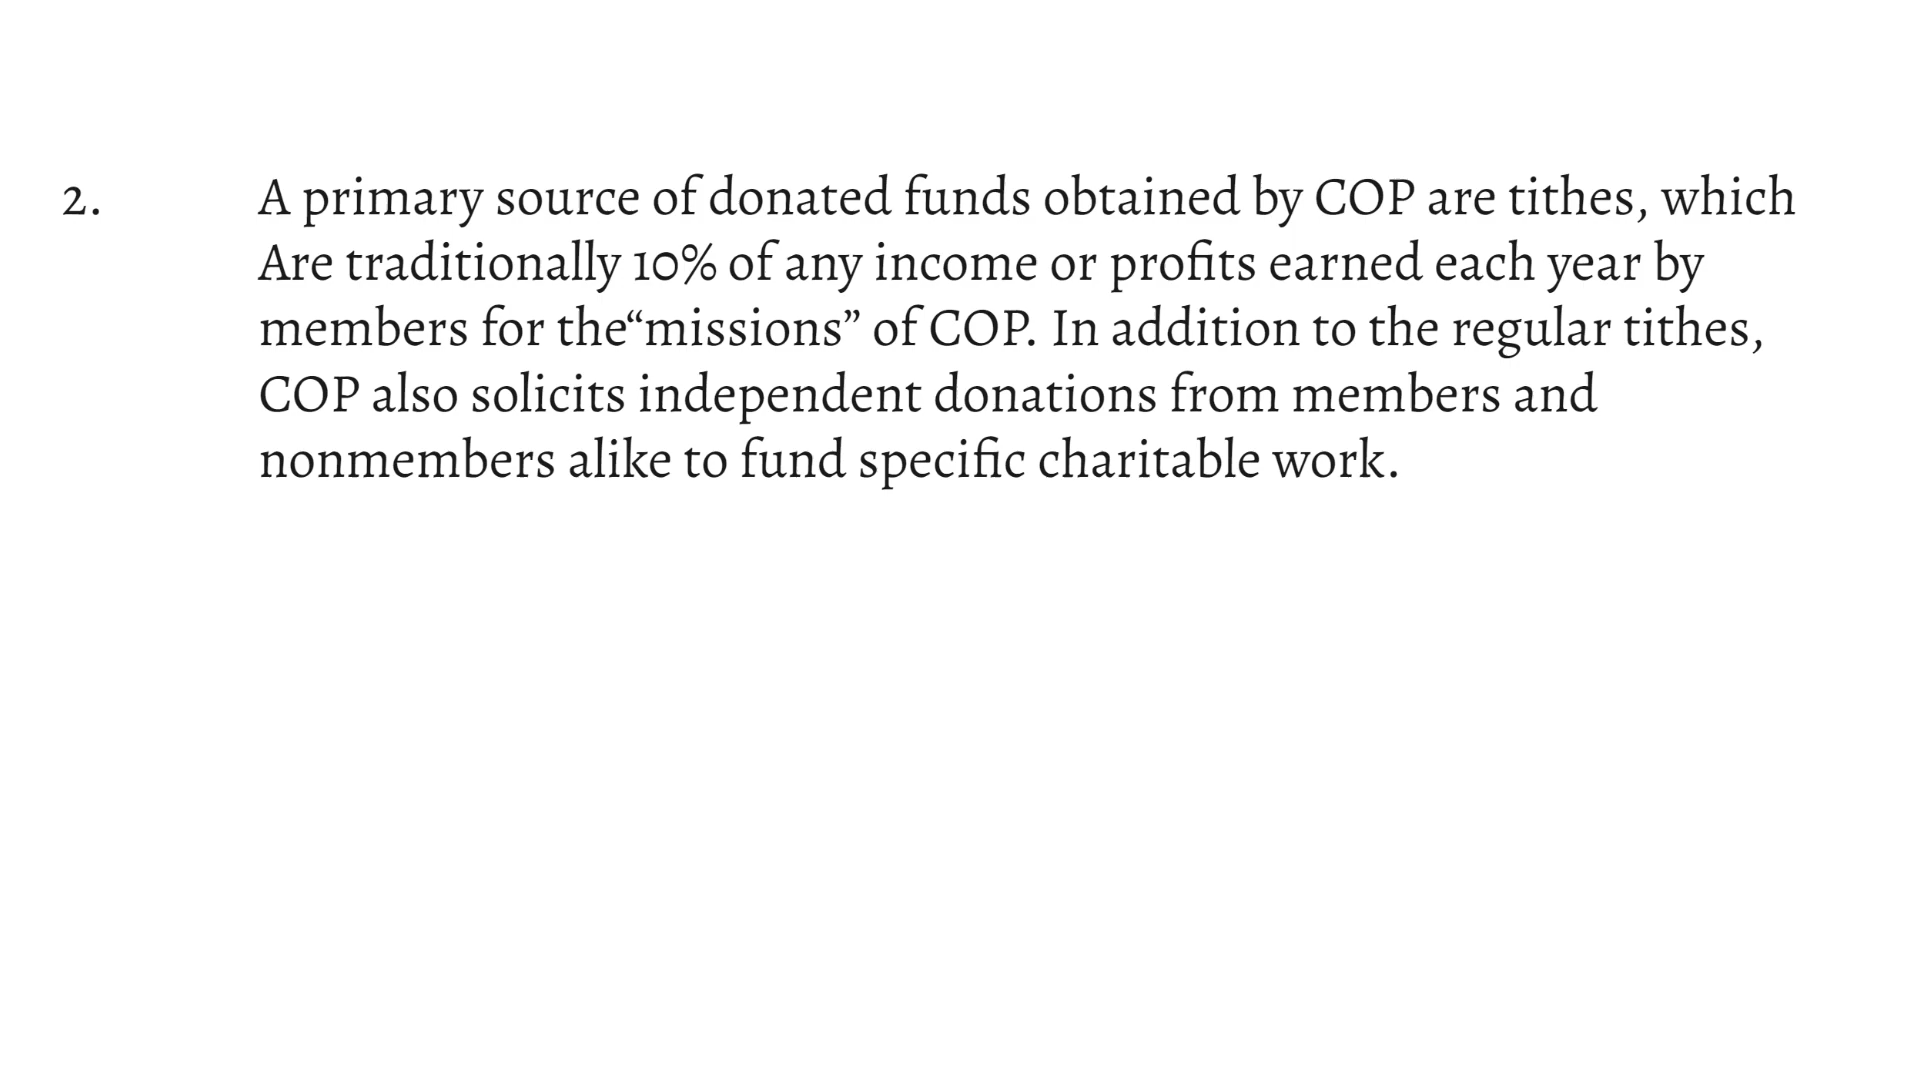 2. A primary source of donated funds obtained by COP are tithes, which
Are traditionally 10% of any income or profits earned each year by
members for the“missions” of COP. In addition to the regular tithes,
COP also solicits independent donations from members and
nonmembers alike to fund specific charitable work.